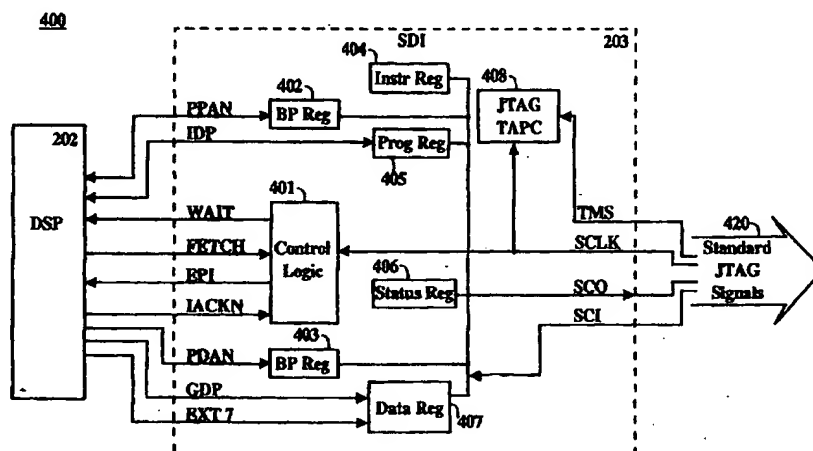 400
SDI
203
404
Instr Reg
402
408
PPAN
BP Reg
JTAG
TAPC
202
IDP
Prog Reg
405
DSP
401
WAIT
TMS
420
FETCH
Control
Logic
SCLK
Standard
JTAG
Signals
EPI
406
Status Reg
SCO
IACKN
403
SCI
PDAN
BP Reg
GDP
Data Reg
EXT 7
407